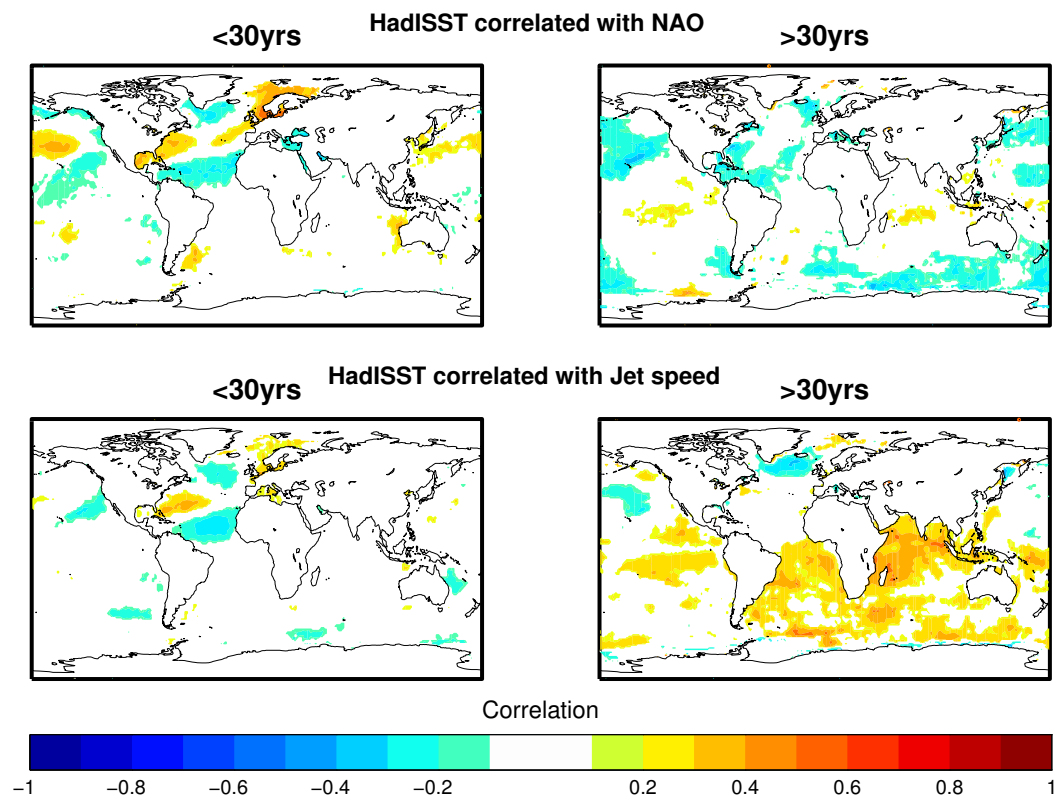 HadISST correlated with NAO
<30yrs >30yrs
HadISST correlated with Jet speed
<30yrs >30yrs
Correlation
−1 −0.8 −0.6 −0.4 −0.2 0.2 0.4 0.6 0.8 1